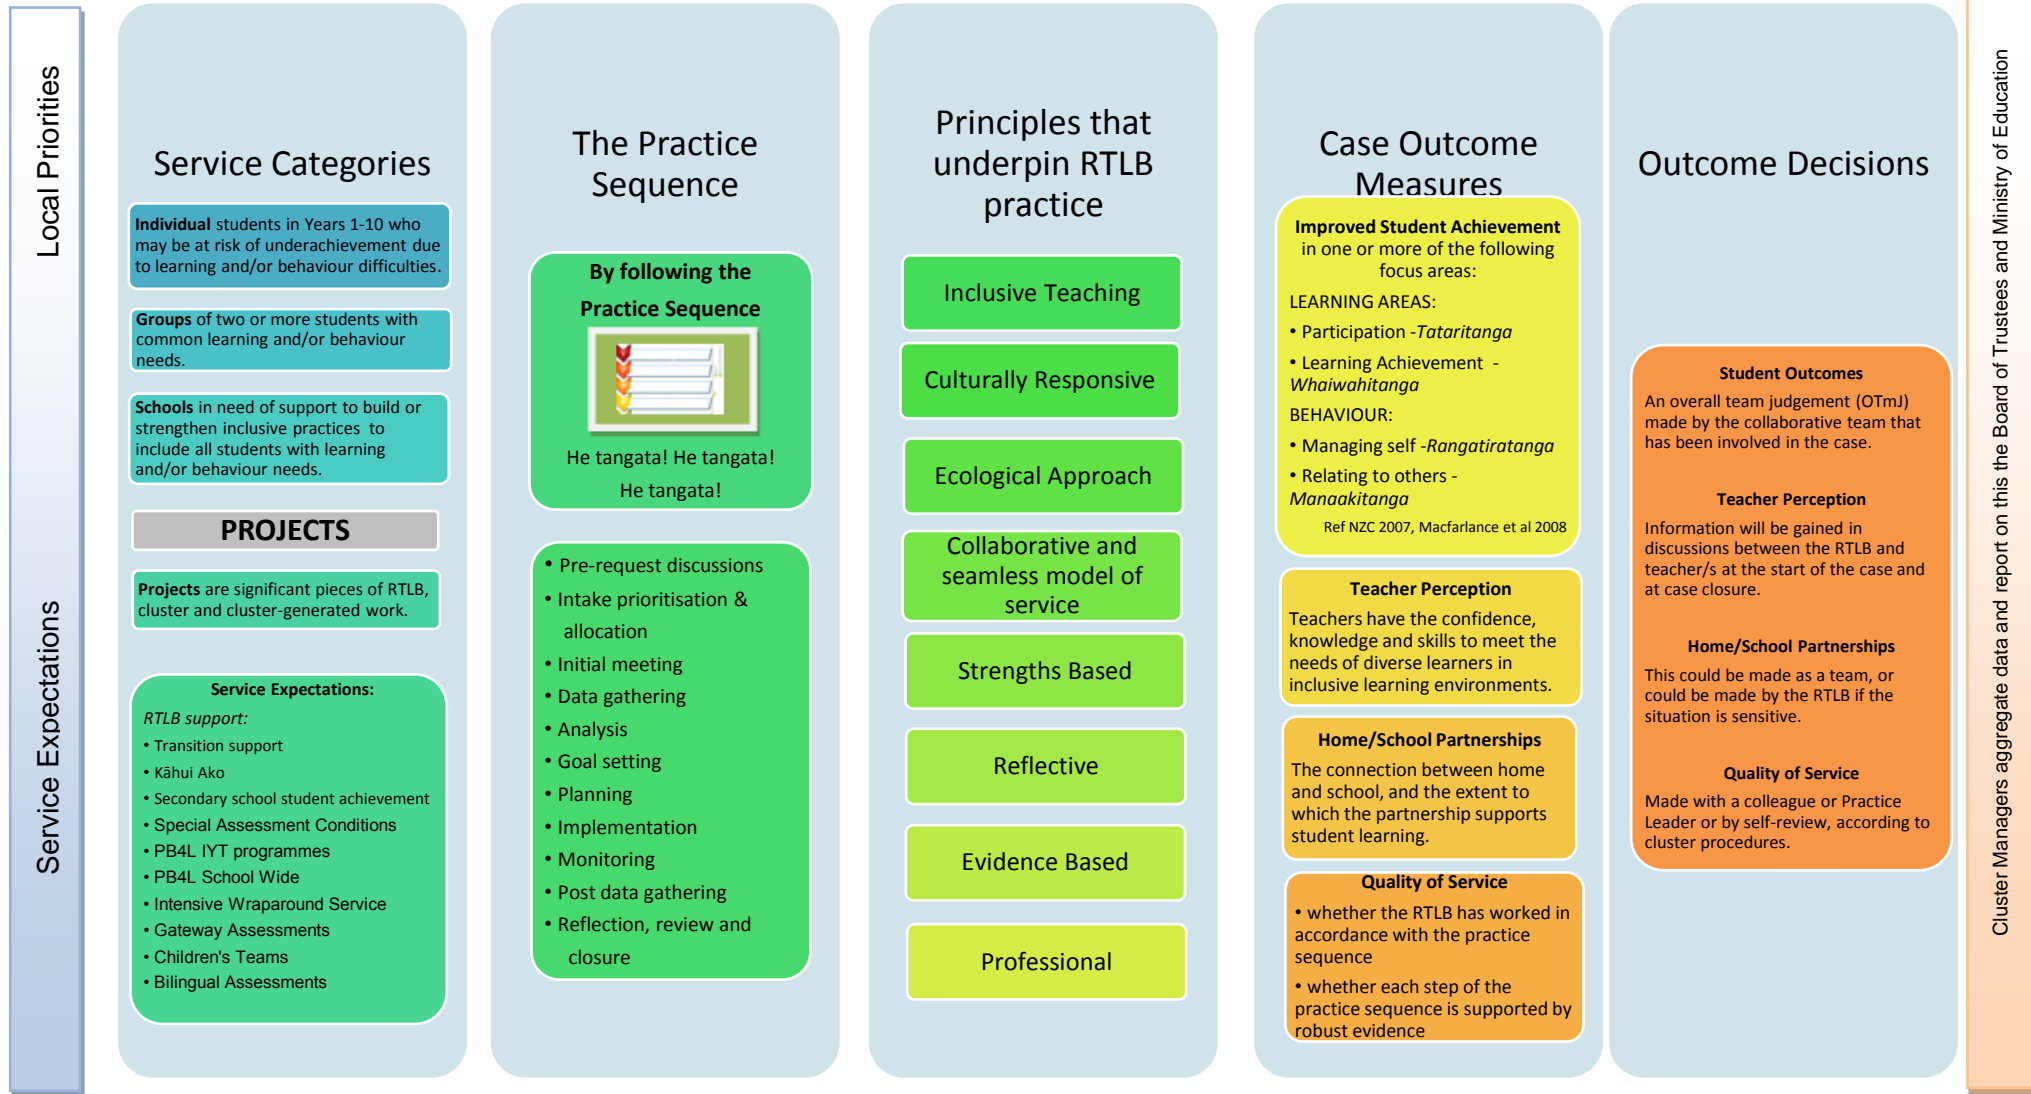 Local Priorities
Service Expectations
Service Categories
Individual students in Years 1-10 who
may be at risk of underachievement due
to learning and/or behaviour difficulties.
Groups of two or more students with
common learning and/or behaviour
needs.
Schools in need of support to build or
strengthen inclusive practices to
include all students with learning
and/or behaviour needs.
PROJECTS
Projects are significant pieces of RTLB,
cluster and cluster-generated work.
Service Expectations:
RTLB support:
• Transition support
• Kāhui Ako
• Secondary school student achievement
• Special Assessment Conditions
• PB4L IYT programmes
• PB4L School Wide
• Intensive Wraparound Service
• Gateway Assessments
• Children's Teams
• Bilingual Assessments
The Practice
Sequence
By following the
Practice Sequence
He tangata! He tangata!
He tangata!
• Pre-request discussions
• Intake prioritisation &
allocation
• Initial meeting
• Data gathering
• Analysis
• Goal setting
• Planning
• Implementation
• Monitoring
• Post data gathering
• Reflection, review and
closure
Principles that
underpin RTLB
practice
Inclusive Teaching
Culturally Responsive
Ecological Approach
Collaborative and
seamless model of
service
Strengths Based
Reflective
Evidence Based
Professional
Case Outcome
Measures
Improved Student Achievement
in one or more of the following
focus areas:
LEARNING AREAS:
• Participation -Tataritanga
• Learning Achievement -
Whaiwahitanga
BEHAVIOUR:
• Managing self -Rangatiratanga
• Relating to others -
Manaakitanga
Ref NZC 2007, Macfarlance et al 2008
Teacher Perception
Teachers have the confidence,
knowledge and skills to meet the
needs of diverse learners in
inclusive learning environments.
Home/School Partnerships
The connection between home
and school, and the extent to
which the partnership supports
student learning.
Quality of Service
• whether the RTLB has worked in
accordance with the practice
sequence
• whether each step of the
practice sequence is supported by
robust evidence
Outcome Decisions
Student Outcomes
An overall team judgement (OTmJ)
made by the collaborative team that
has been involved in the case.
Teacher Perception
Information will be gained in
discussions between the RTLB and
teacher/s at the start of the case and
at case closure.
Home/School Partnerships
This could be made as a team, or
could be made by the RTLB if the
situation is sensitive.
Quality of Service
Made with a colleague or Practice
Leader or by self-review, according to
cluster procedures.
Cluster Managers aggregate data and report on this the Board of Trustees and Ministry of Education